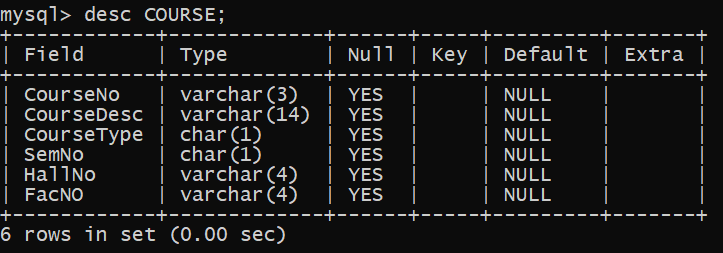 mysql> desc COURSE;
+------------+-------------+------+-----+---------+-------+
| Field      | Type        | Null | Key | Default | Extra |
+------------+-------------+------+-----+---------+-------+
| CourseNo   | varchar(3)  | YES  |     | NULL    |       |
| CourseDesc | varchar(14) | YES  |     | NULL    |       |
| CourseType | char(1)     | YES  |     | NULL    |       |
| SemNo      | char(1)     | YES  |     | NULL    |       |
| HallNo     | varchar(4)  | YES  |     | NULL    |       |
| FacNO      | varchar(4)  | YES  |     | NULL    |       |
+------------+-------------+------+-----+---------+-------+
6 rows in set (0.00 sec)